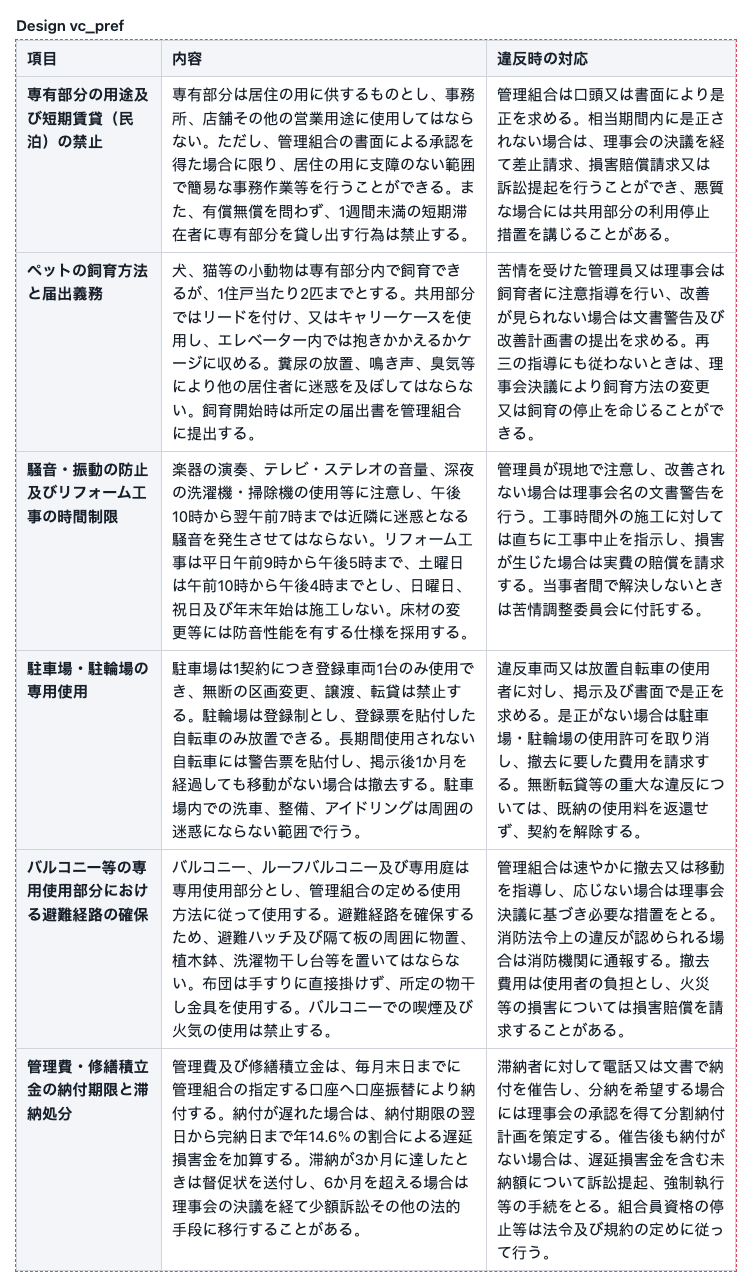 Design vc_pref
項目
内容
違反時の対応
専有部分の用途及
び短期賃貸（民
泊）の禁止
専有部分は居住の用に供するものとし、事務
所、店舗その他の営業用途に使用してはなら
ない。ただし、管理組合の書面による承認を
得た場合に限り、居住の用に支障のない範囲
で簡易な事務作業等を行うことができる。ま
た、有償無償を問わず、1週間未満の短期滞
在者に専有部分を貸し出す行為は禁止する。
管理組合は口頭又は書面により是
正を求める。相当期間内に是正さ
れない場合は、理事会の決議を経
て差止請求、損害賠償請求又は
訴訟提起を行うことができ、悪質
な場合には共用部分の利用停止
措置を講じることがある。
ペットの飼育方法
と届出義務
犬、猫等の小動物は専有部分内で飼育でき
るが、1住戸当たり2匹までとする。共用部分
ではリードを付け、又はキャリーケースを使
用し、エレベーター内では抱きかかえるかケ
ージに収める。糞尿の放置、鳴き声、臭気等
により他の居住者に迷惑を及ぼしてはならな
い。飼育開始時は所定の届出書を管理組合
に提出する。
苦情を受けた管理員又は理事会は
飼育者に注意指導を行い、改善
が見られない場合は文書警告及び
改善計画書の提出を求める。再
三の指導にも従わないときは、理
事会決議により飼育方法の変更
又は飼育の停止を命じることがで
きる。
騒音・振動の防止
及びリフォーム工
事の時間制限
楽器の演奏、テレビ・ステレオの音量、深夜
の洗濯機・掃除機の使用等に注意し、午後
10時から翌午前7時までは近隣に迷惑となる
騒音を発生させてはならない。リフォーム工
事は平日午前9時から午後5時まで、土曜日
は午前10時から午後4時までとし、日曜日、
祝日及び年末年始は施工しない。床材の変
更等には防音性能を有する仕様を採用する。
管理員が現地で注意し、改善され
ない場合は理事会名の文書警告を
行う。工事時間外の施工に対して
は直ちに工事中止を指示し、損害
が生じた場合は実費の賠償を請求
する。当事者間で解決しないとき
は苦情調整委員会に付託する。
駐車場・駐輪場の
専用使用
駐車場は1契約につき登録車両1台のみ使用で
き、無断の区画変更、譲渡、転貸は禁止す
る。駐輪場は登録制とし、登録票を貼付した
自転車のみ放置できる。長期間使用されない
自転車には警告票を貼付し、掲示後1か月を
経過しても移動がない場合は撤去する。駐車
場内での洗車、整備、アイドリングは周囲の
迷惑にならない範囲で行う。
違反車両又は放置自転車の使用
者に対し、掲示及び書面で是正を
求める。是正がない場合は駐車
場・駐輪場の使用許可を取り消
し、撤去に要した費用を請求す
る。無断転貸等の重大な違反につ
いては、既納の使用料を返還せ
ず、契約を解除する。
バルコニー等の専
用使用部分におけ
る避難経路の確保
バルコニー、ルーフバルコニー及び専用庭は
専用使用部分とし、管理組合の定める使用
方法に従って使用する。避難経路を確保する
ため、避難ハッチ及び隔て板の周囲に物置、
植木鉢、洗濯物干し台等を置いてはならな
い。布団は手すりに直接掛けず、所定の物干
し金具を使用する。バルコニーでの喫煙及び
火気の使用は禁止する。
管理組合は速やかに撤去又は移動
を指導し、応じない場合は理事会
決議に基づき必要な措置をとる。
消防法令上の違反が認められる場
合は消防機関に通報する。撤去
費用は使用者の負担とし、火災
等の損害については損害賠償を請
求することがある。
管理費・修繕積立
金の納付期限と滞
納処分
管理費及び修繕積立金は、毎月末日までに
管理組合の指定する口座へ口座振替により納
付する。納付が遅れた場合は、納付期限の翌
日から完納日まで年14.6%の割合による遅延
損害金を加算する。滞納が3か月に達したと
きは督促状を送付し、6か月を超える場合は
理事会の決議を経て少額訴訟その他の法的
手段に移行することがある。
滞納者に対して電話又は文書で納
付を催告し、分納を希望する場合
には理事会の承認を得て分割納付
計画を策定する。催告後も納付が
ない場合は、遅延損害金を含む未
納額について訴訟提起、強制執行
等の手続をとる。組合員資格の停
止等は法令及び規約の定めに従っ
て行う。